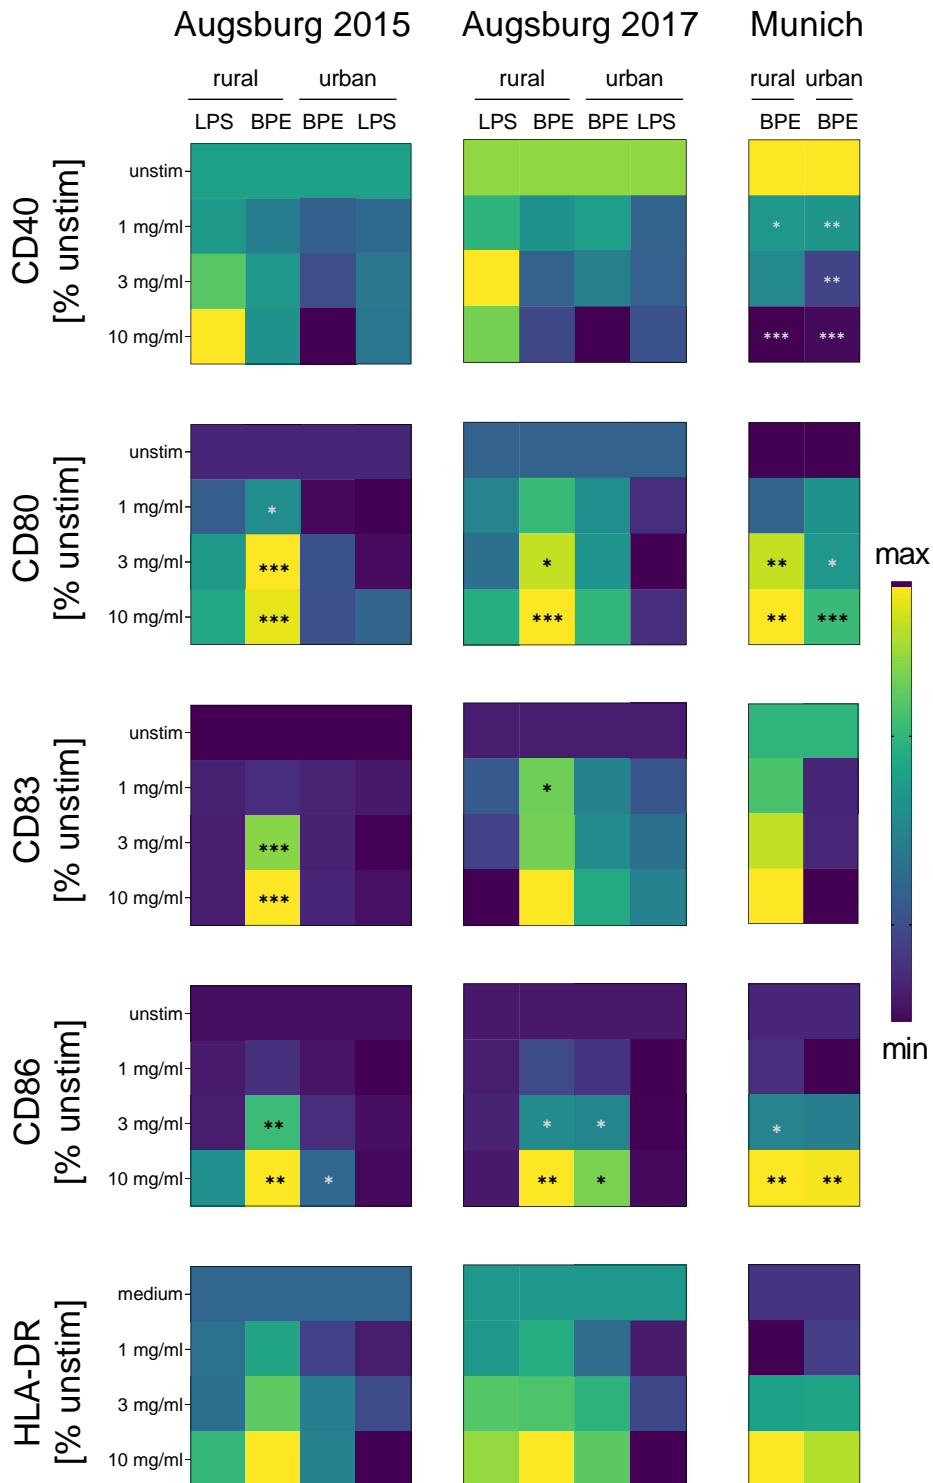 Augsburg 2015 Augsburg 2017 Munich
rural urban rural urban rural urban
LPS BPE BPE LPS LPS BPE BPE LPS BPE BPE
CD40
[% unstim]
unstim
1 mg/ml * **
3 mg/ml **
10 mg/ml *** ***
CD80
[% unstim]
unstim
1 mg/ml *
3 mg/ml *** * ** *
10 mg/ml *** *** ** ***
max
min
CD83
[% unstim]
unstim
1 mg/ml *
3 mg/ml ***
10 mg/ml ***
CD86
[% unstim]
unstim
1 mg/ml
3 mg/ml ** * * *
10 mg/ml ** * ** * ** **
HLA-DR
[% unstim]
medium
1 mg/ml
3 mg/ml
10 mg/ml